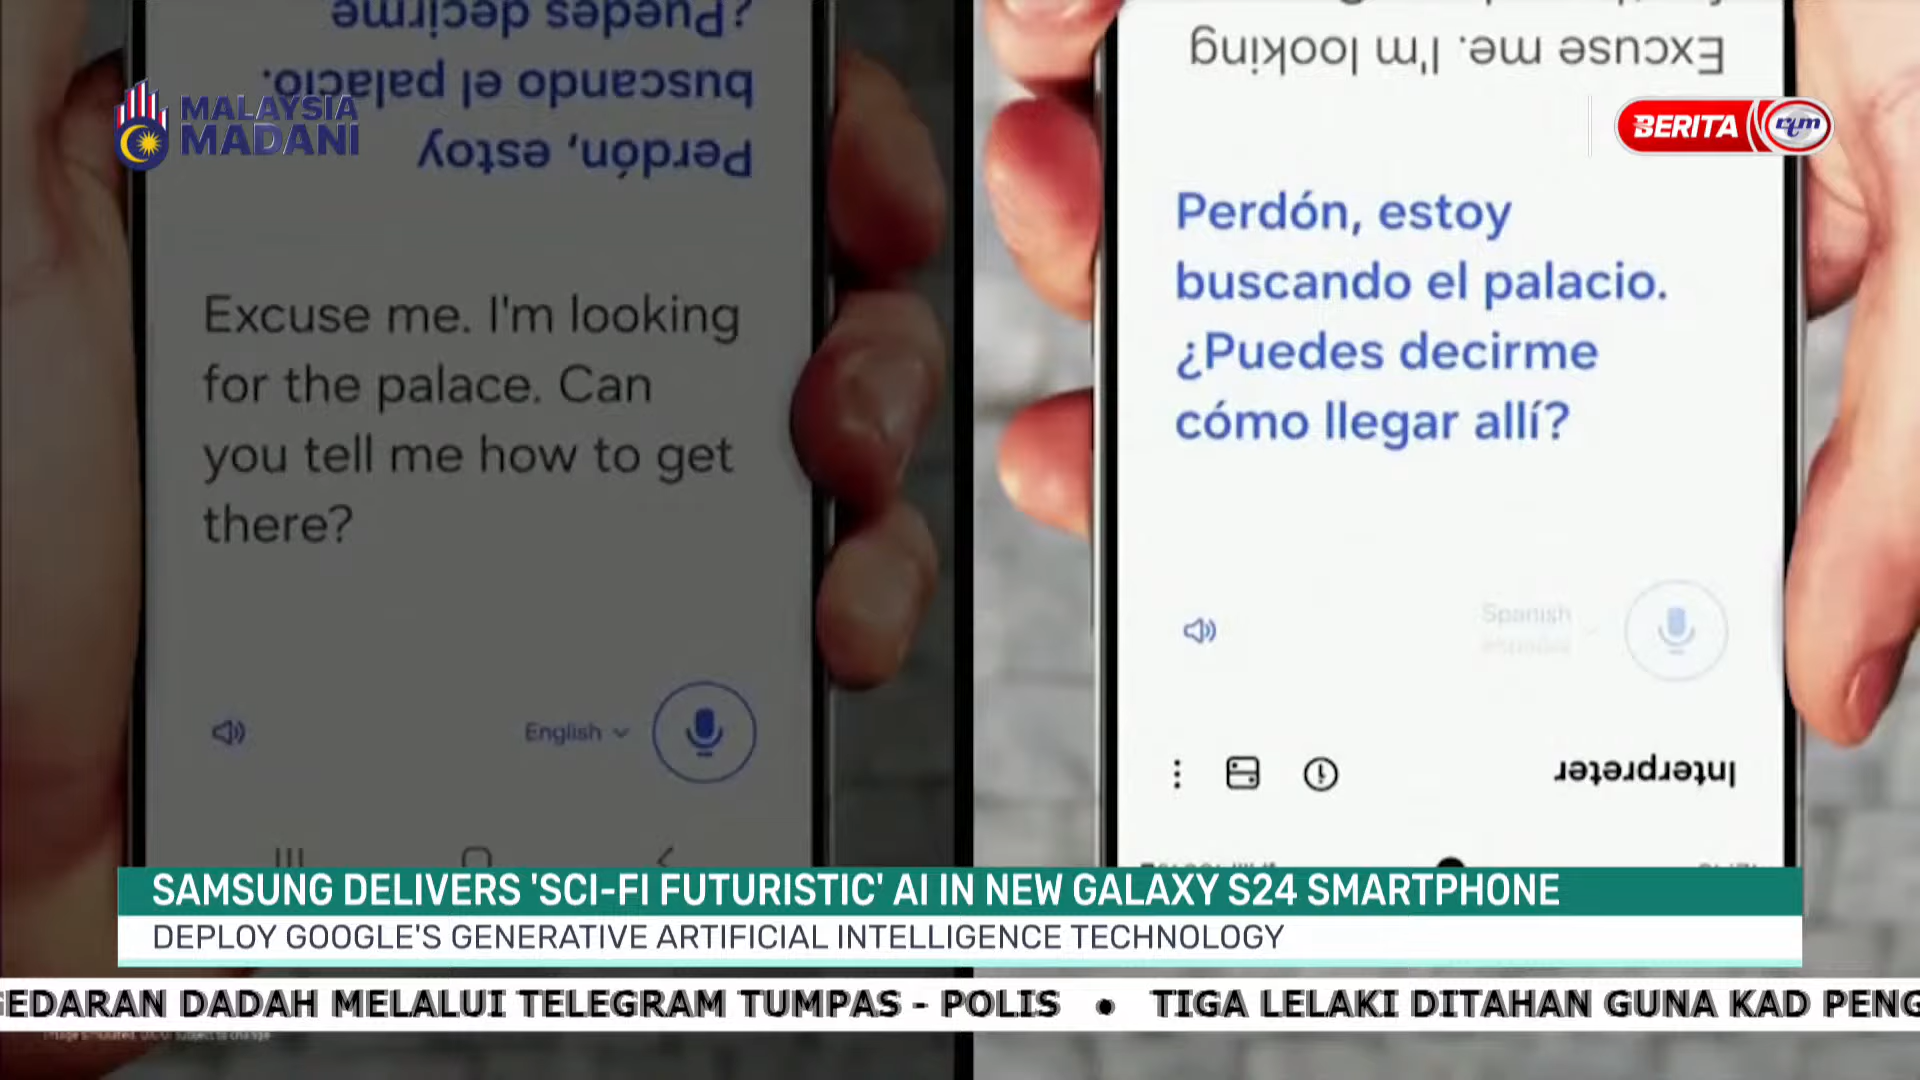 Perdón, estoy
buscando el palacio.
¿Puedes decirme
Excuse me. I'm looking
for the palace. Can
you tell me how to get
there?
English
Excuse me. I'm looking
Perdón, estoy
buscando el palacio.
¿Puedes decirme
cómo llegar allí?
Spanish
Interpreter
MALAYSIA
MADANI
BERITA rtm
SAMSUNG DELIVERS 'SCI-FI FUTURISTIC' AI IN NEW GALAXY S24 SMARTPHONE
DEPLOY GOOGLE'S GENERATIVE ARTIFICIAL INTELLIGENCE TECHNOLOGY
GEDARAN DADAH MELALUI TELEGRAM TUMPAS - POLIS • TIGA LELAKI DITAHAN GUNA KAD PENG